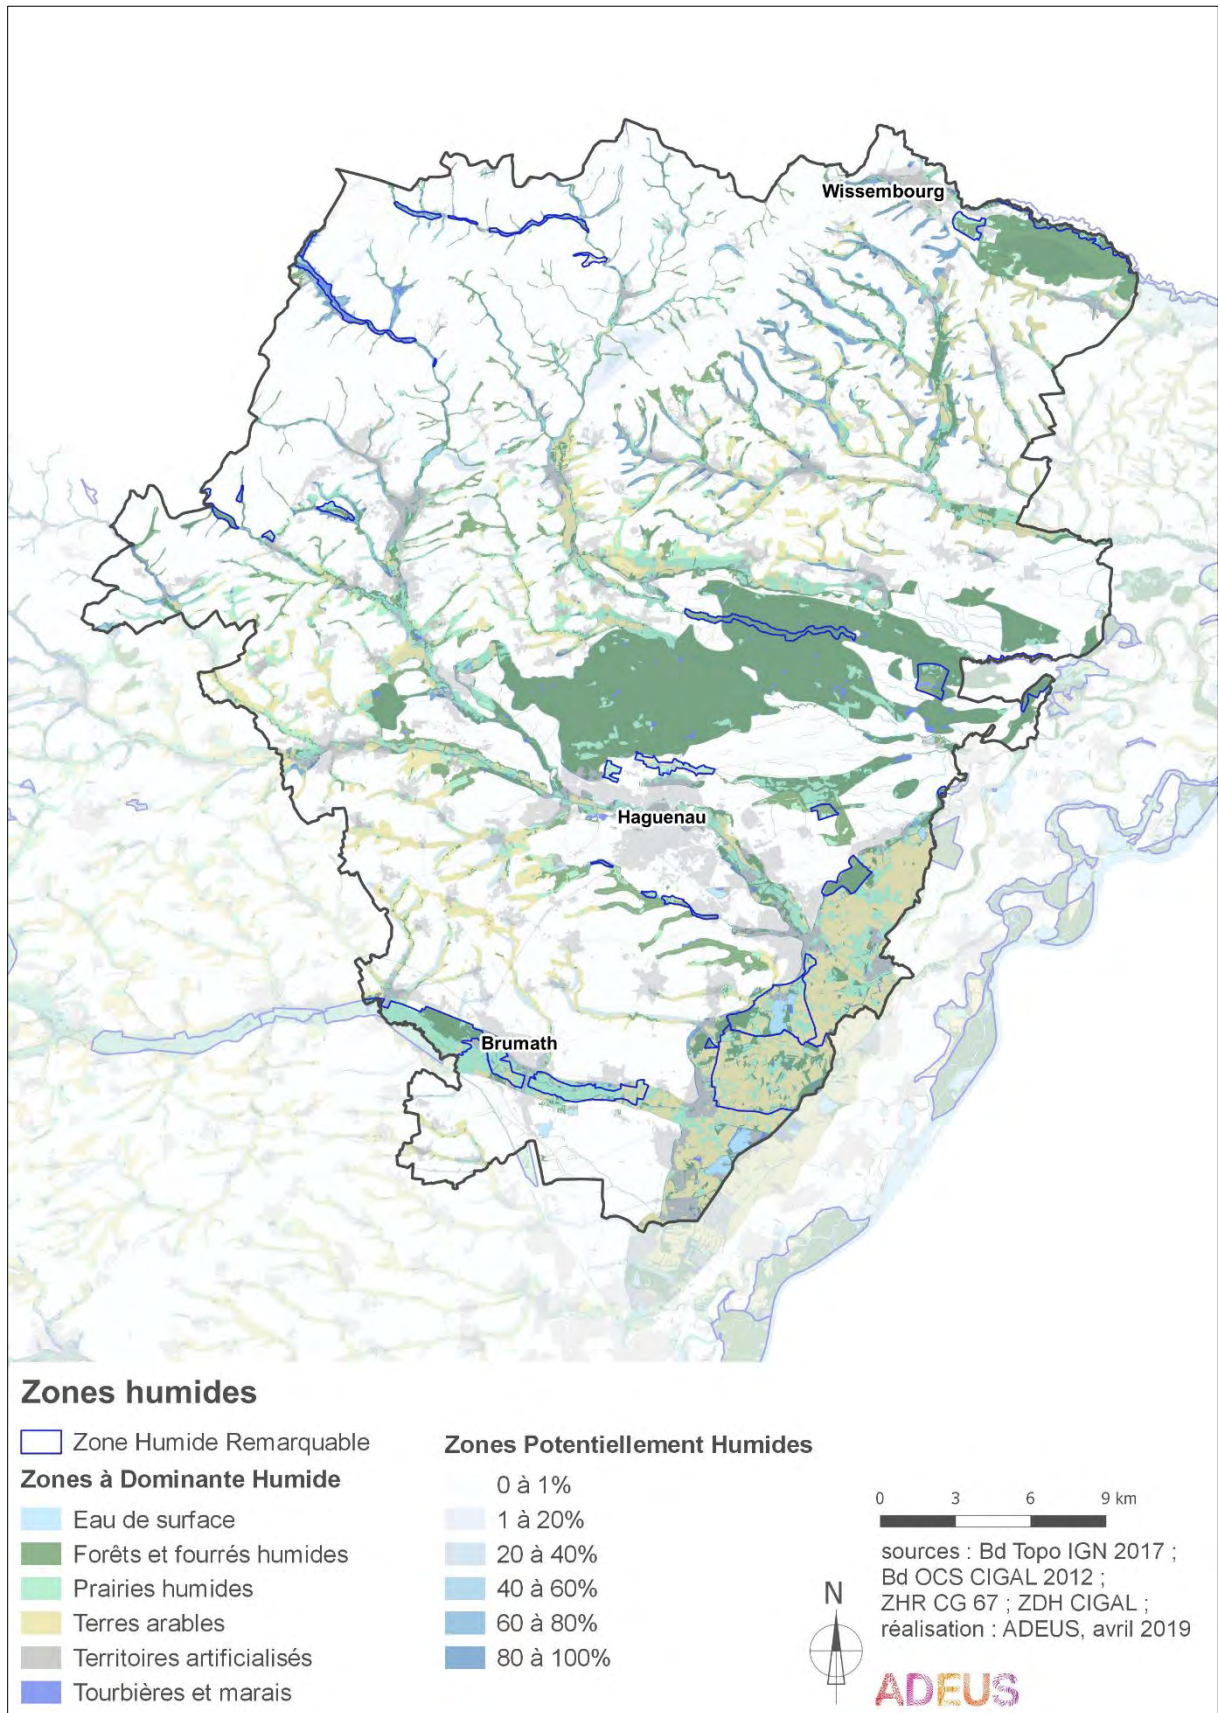 Wissembourg
Haguenau
Brumath
Zones humides
Zone Humide Remarquable
Zones à Dominante Humide
Eau de surface
Forêts et fourrés humides
Prairies humides
Terres arables
Territoires artificialisés
Tourbières et marais
Zones Potentiellement Humides
0 à 1%
1 à 20%
20 à 40%
40 à 60%
60 à 80%
80 à 100%
0 3 6 9 km
sources : Bd Topo IGN 2017 ;
Bd OCS CIGAL 2012 ;
ZHR CG 67 ; ZDH CIGAL ;
réalisation : ADEUS, avril 2019
N
ADEUS